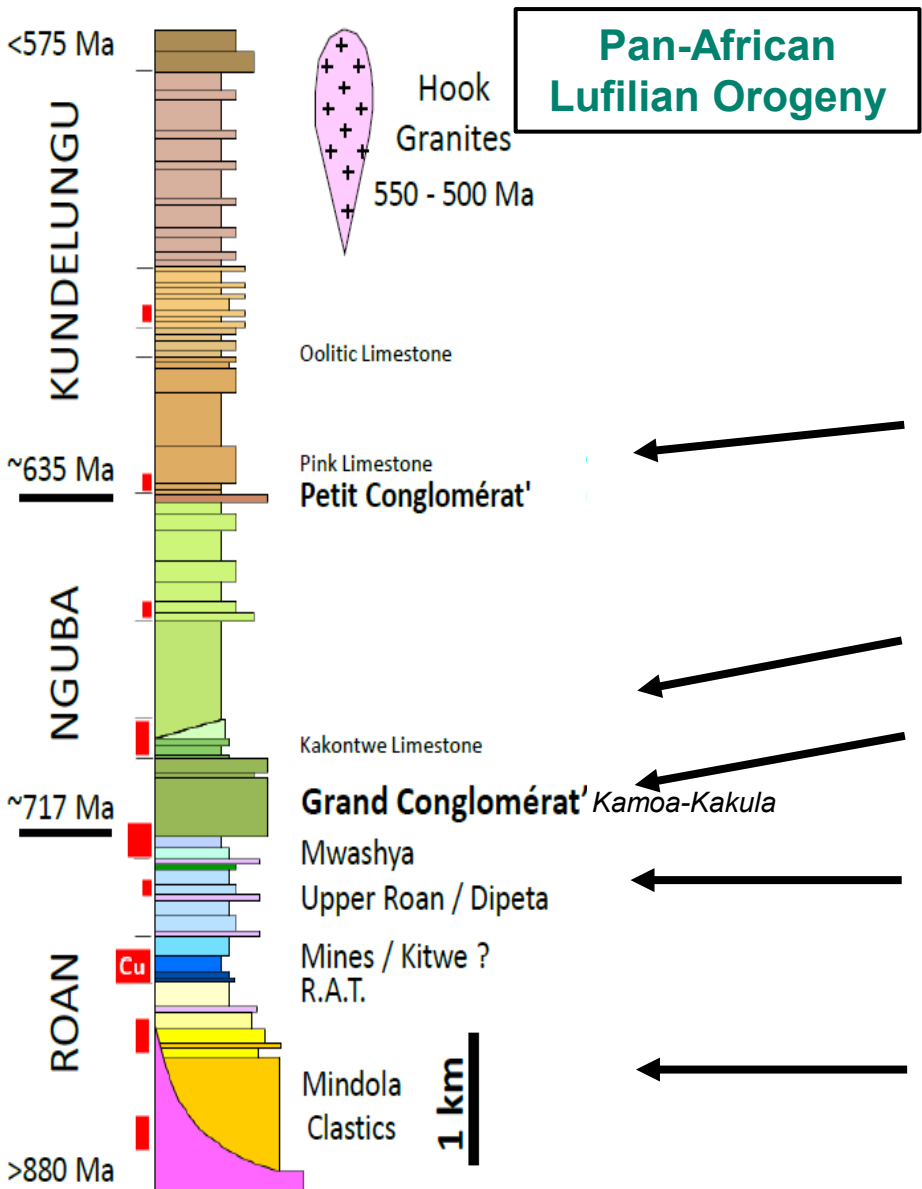 Pan-African
Lufilian Orogeny
<575 Ma
Hook
Granites
550 - 500 Ma
KUNDELUNGU
Oolitic Limestone
~635 Ma
Pink Limestone
Petit Conglomérat'
NGUBA
Kakontwe Limestone
~717 Ma
Grand Conglomérat' Kamoa-Kakula
Mwashya
Upper Roan / Dipeta
ROAN
Cu
Mines / Kitwe ?
R.A.T.
Mindola
Clastics
1 km
>880 Ma